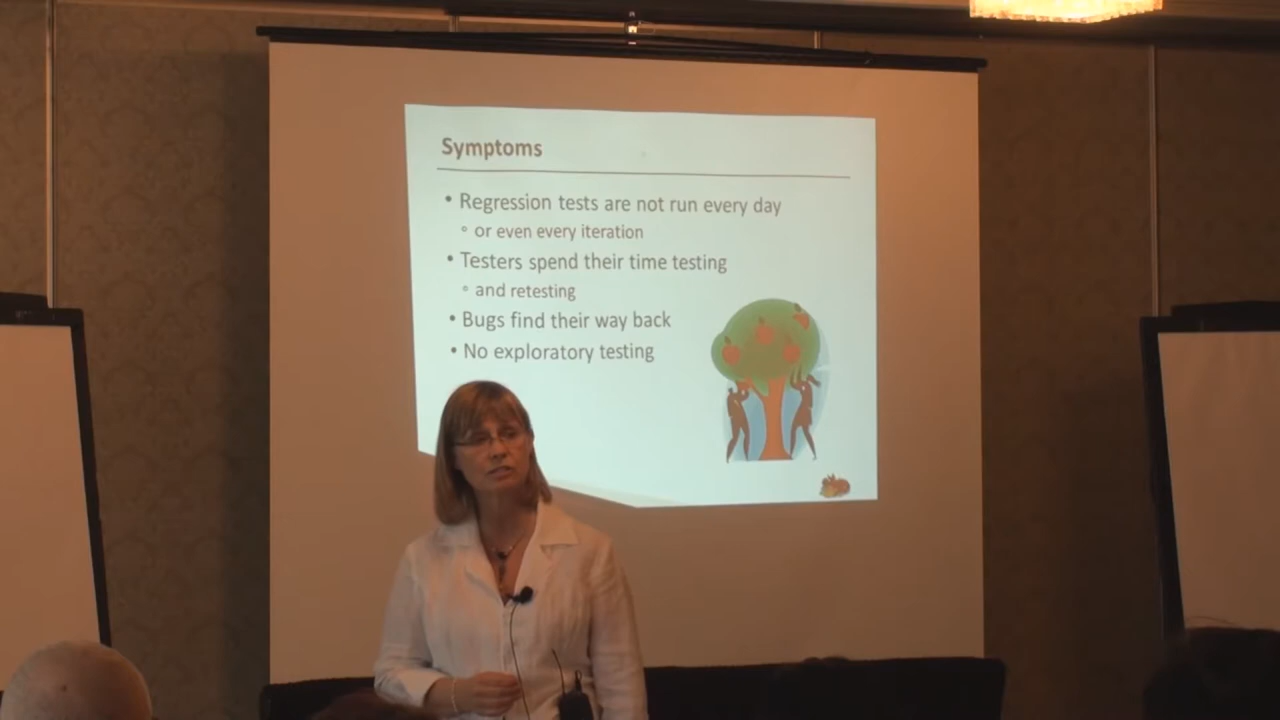 Symptoms
• Regression tests are not run every day
° or even every iteration
• Testers spend their time testing
° and retesting
• Bugs find their way back
• No exploratory testing